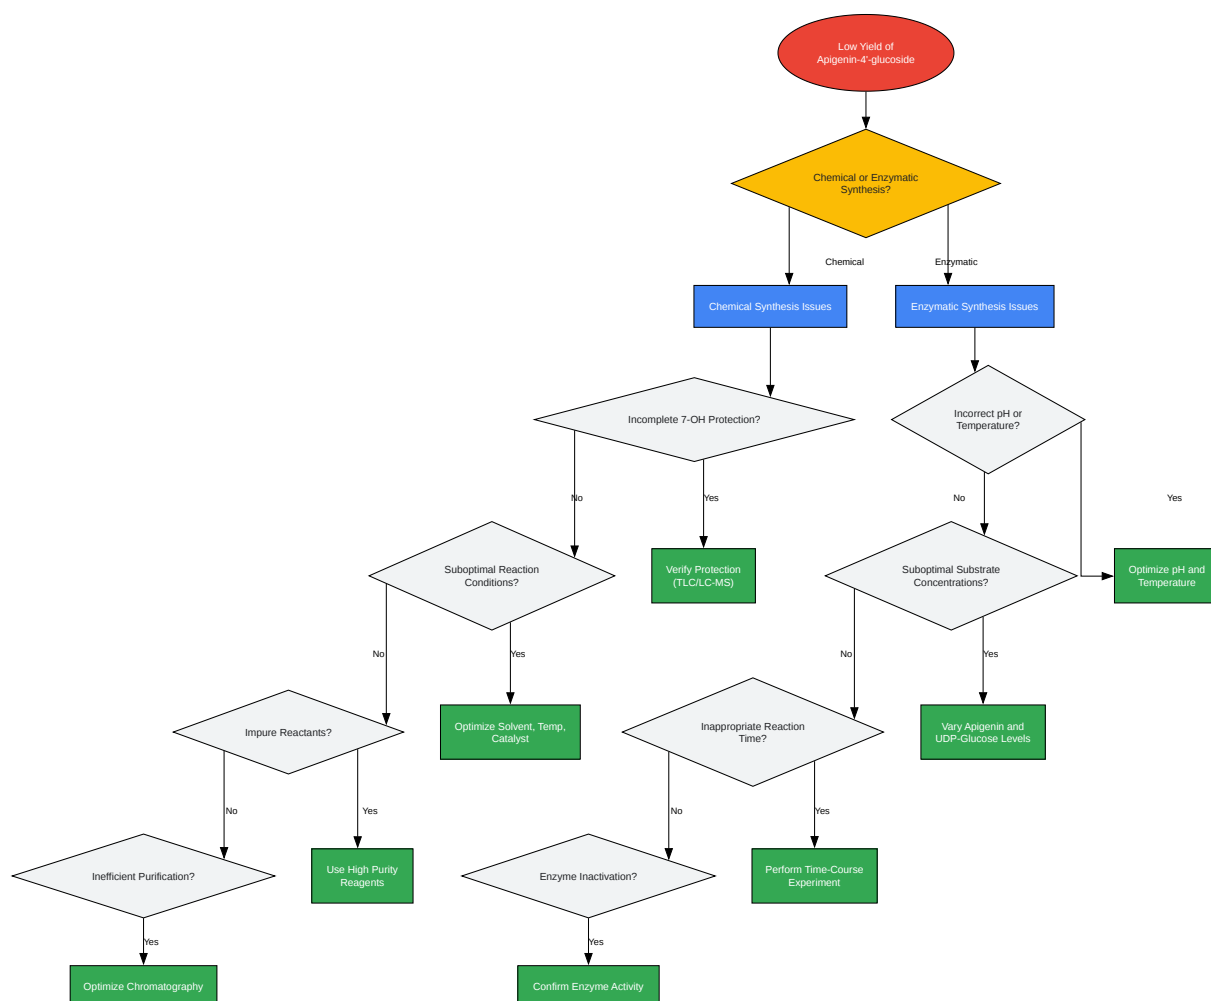 Low Yield of
Apigenin-4'-glucoside
Chemical or Enzymatic
Synthesis?
Chemical
Enzymatic
Chemical Synthesis Issues
Enzymatic Synthesis Issues
Incomplete 7-OH Protection?
Incorrect pH or
Temperature?
No
Yes
No
Yes
Suboptimal Reaction
Conditions?
Verify Protection
(TLC/LC-MS)
Suboptimal Substrate
Concentrations?
Optimize pH and
Temperature
No
Yes
No
Yes
Impure Reactants?
Optimize Solvent, Temp,
Catalyst
Inappropriate Reaction
Time?
Vary Apigenin and
UDP-Glucose Levels
No
Yes
No
Yes
Inefficient Purification?
Use High Purity
Reagents
Enzyme Inactivation?
Perform Time-Course
Experiment
Yes
Yes
Optimize Chromatography
Confirm Enzyme Activity